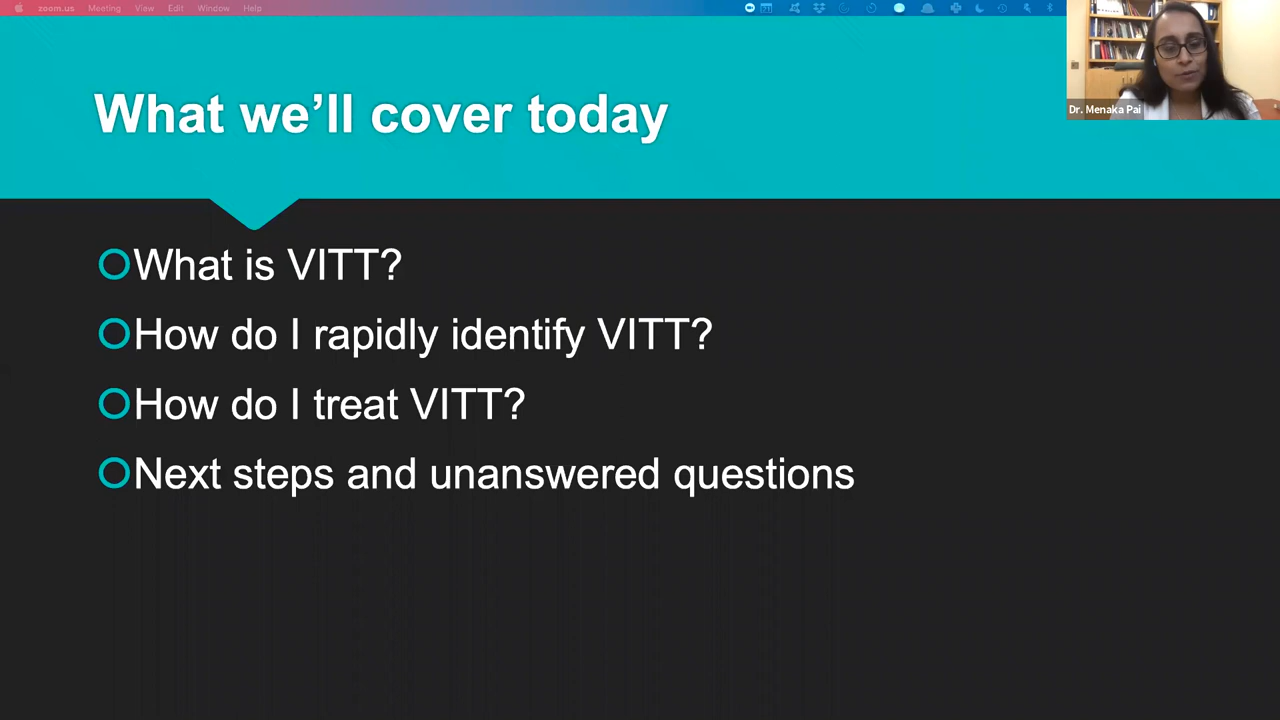 zoom.us Meeting View Edit Window Help
What we’ll cover today
Dr. Menaka Pai
What is VITT?
How do I rapidly identify VITT?
How do I treat VITT?
Next steps and unanswered questions